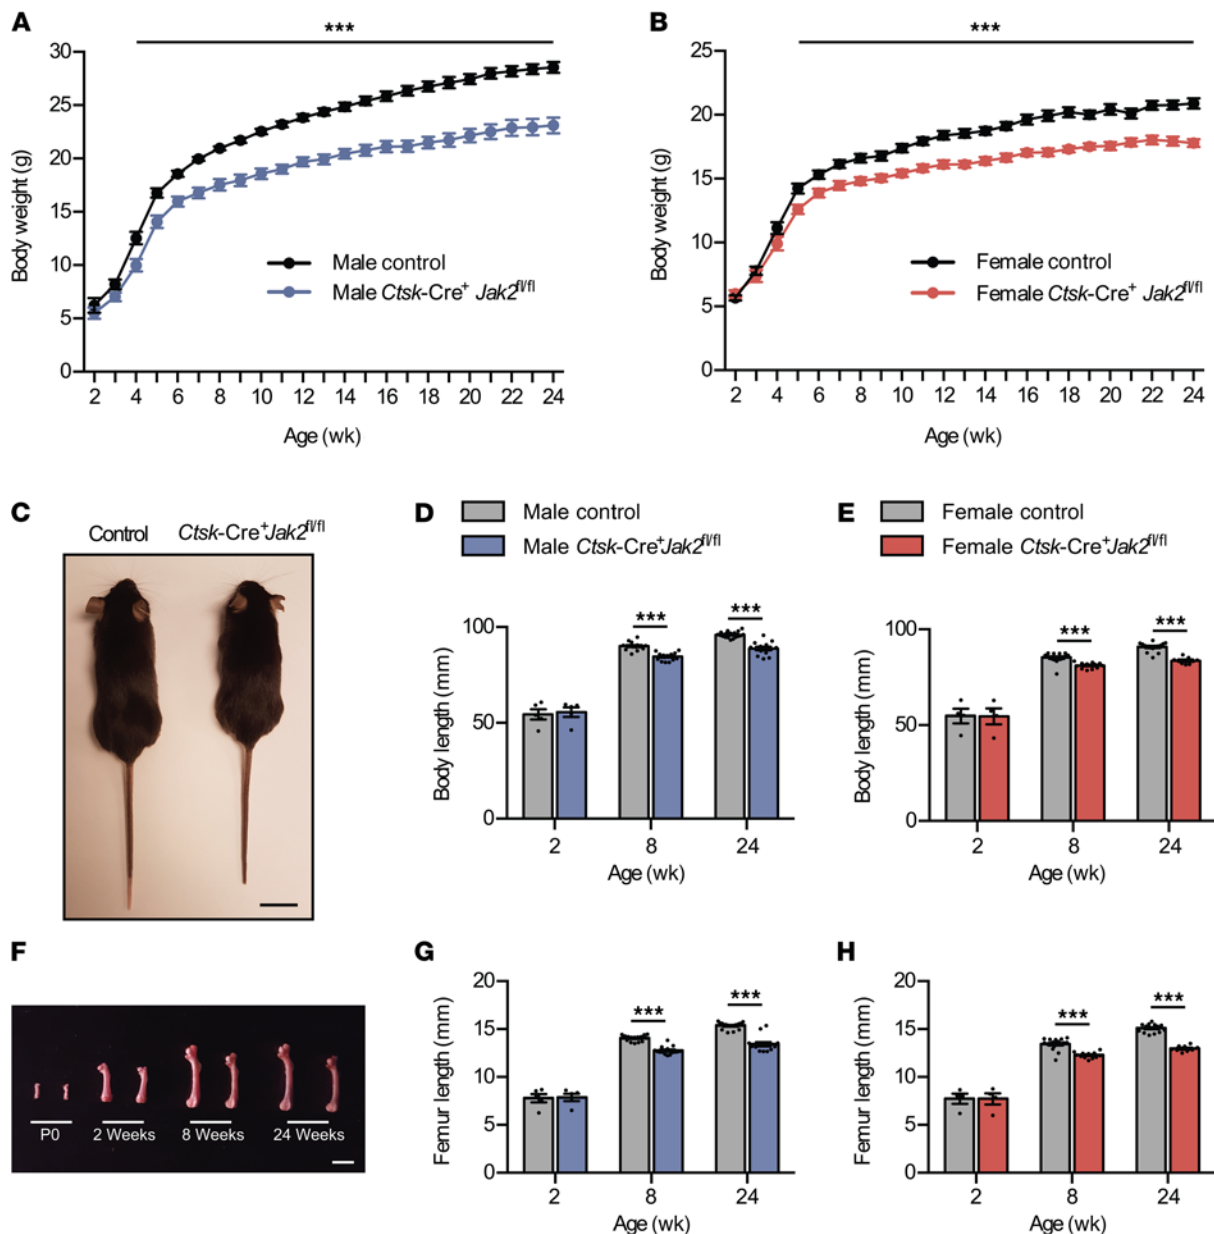 A
***
30
25
20
15
10
5
0
Body weight (g)
Male control
Male Ctsk-Cre⁺ Jak2fl/fl
2 4 6 8 10 12 14 16 18 20 22 24
Age (wk)
B
***
25
20
15
10
5
0
Body weight (g)
Female control
Female Ctsk-Cre⁺ Jak2fl/fl
2 4 6 8 10 12 14 16 18 20 22 24
Age (wk)
C
Control Ctsk-Cre⁺Jak2fl/fl
D
Male control
Male Ctsk-Cre⁺Jak2fl/fl
*** ***
100
50
0
Body length (mm)
2 8 24
Age (wk)
E
Female control
Female Ctsk-Cre⁺Jak2fl/fl
*** ***
100
50
0
Body length (mm)
2 8 24
Age (wk)
F
P0 2 Weeks 8 Weeks 24 Weeks
G
*** ***
20
15
10
5
0
Femur length (mm)
2 8 24
Age (wk)
H
*** ***
20
15
10
5
0
Femur length (mm)
2 8 24
Age (wk)